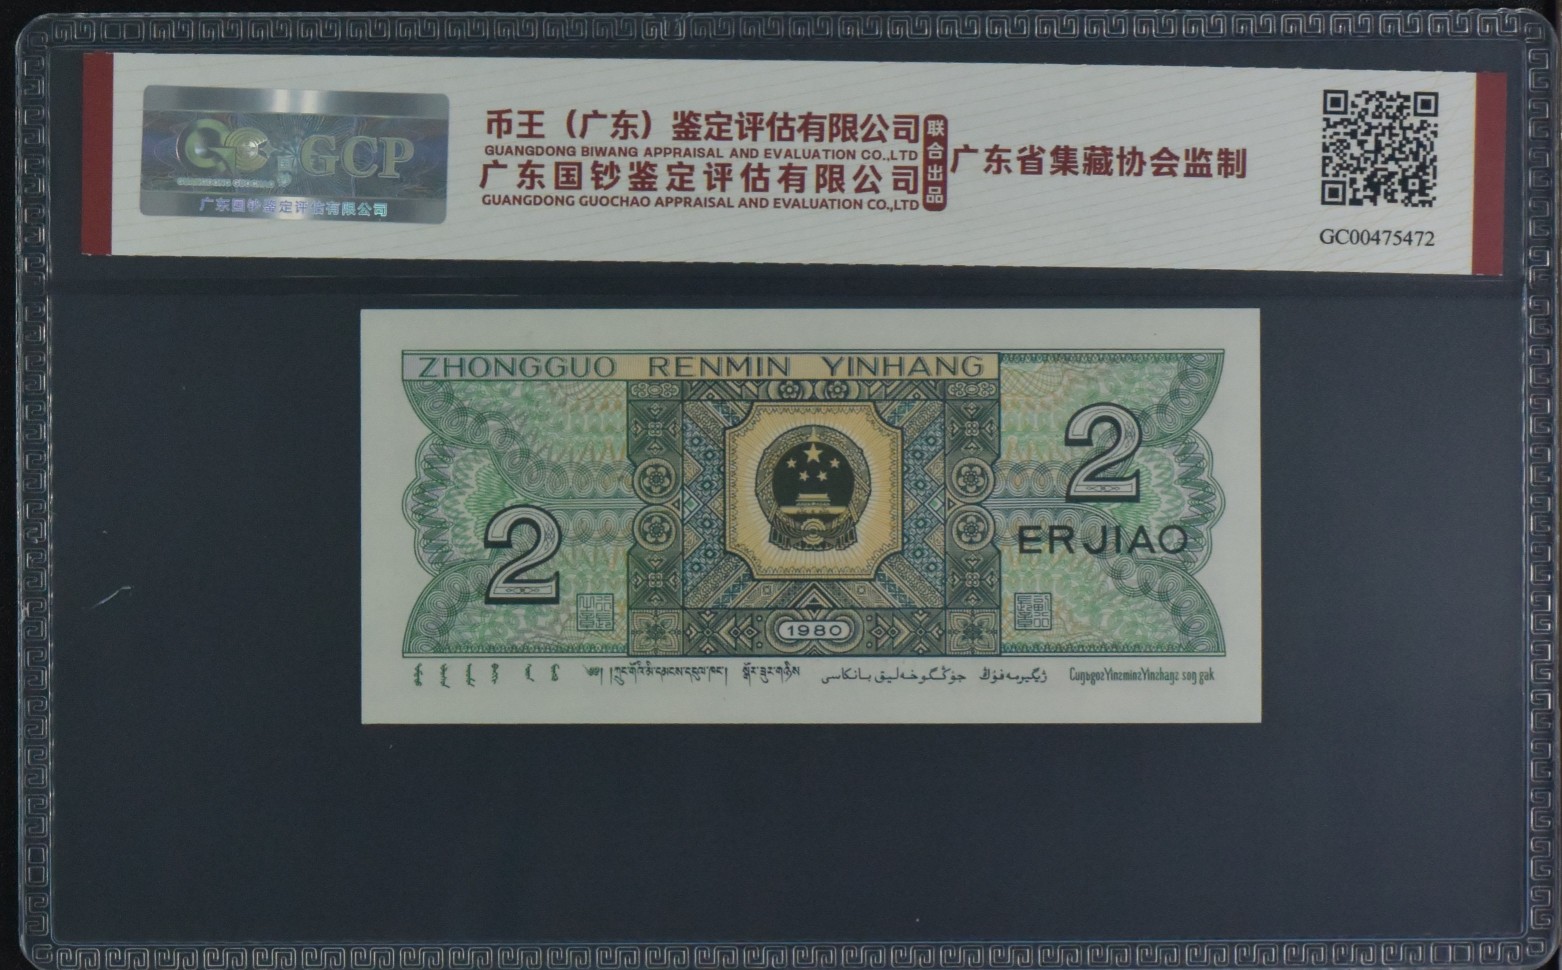 GCP
广东国钞鉴定评估有限公司
币王（广东）鉴定评估有限公司
GUANGDONG BIWANG APPRAISAL AND EVALUATION CO.,LTD
广东国钞鉴定评估有限公司
GUANGDONG GUOCHAO APPRAISAL AND EVALUATION CO.,LTD
联合出品
广东省集藏协会监制
GC00475472
ZHONGGUO RENMIN YINHANG
2
ERJIAO
2
1980
CuŋƅgoƨYinƨminƨYinƨhaŋƨ sɵŋ gak